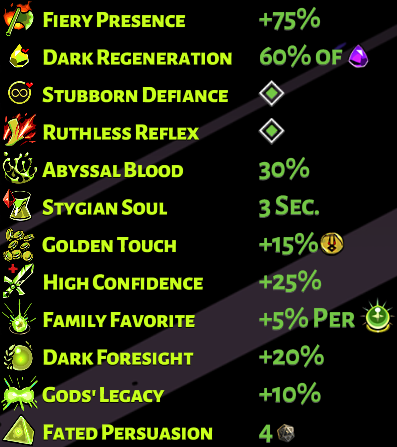 Fiery Presence +75%
Dark Regeneration 60% of
Stubborn Defiance
Ruthless Reflex
Abyssal Blood 30%
Stygian Soul 3 Sec.
Golden Touch +15%
High Confidence +25%
Family Favorite +5% Per
Dark Foresight +20%
Gods' Legacy +10%
Fated Persuasion 4